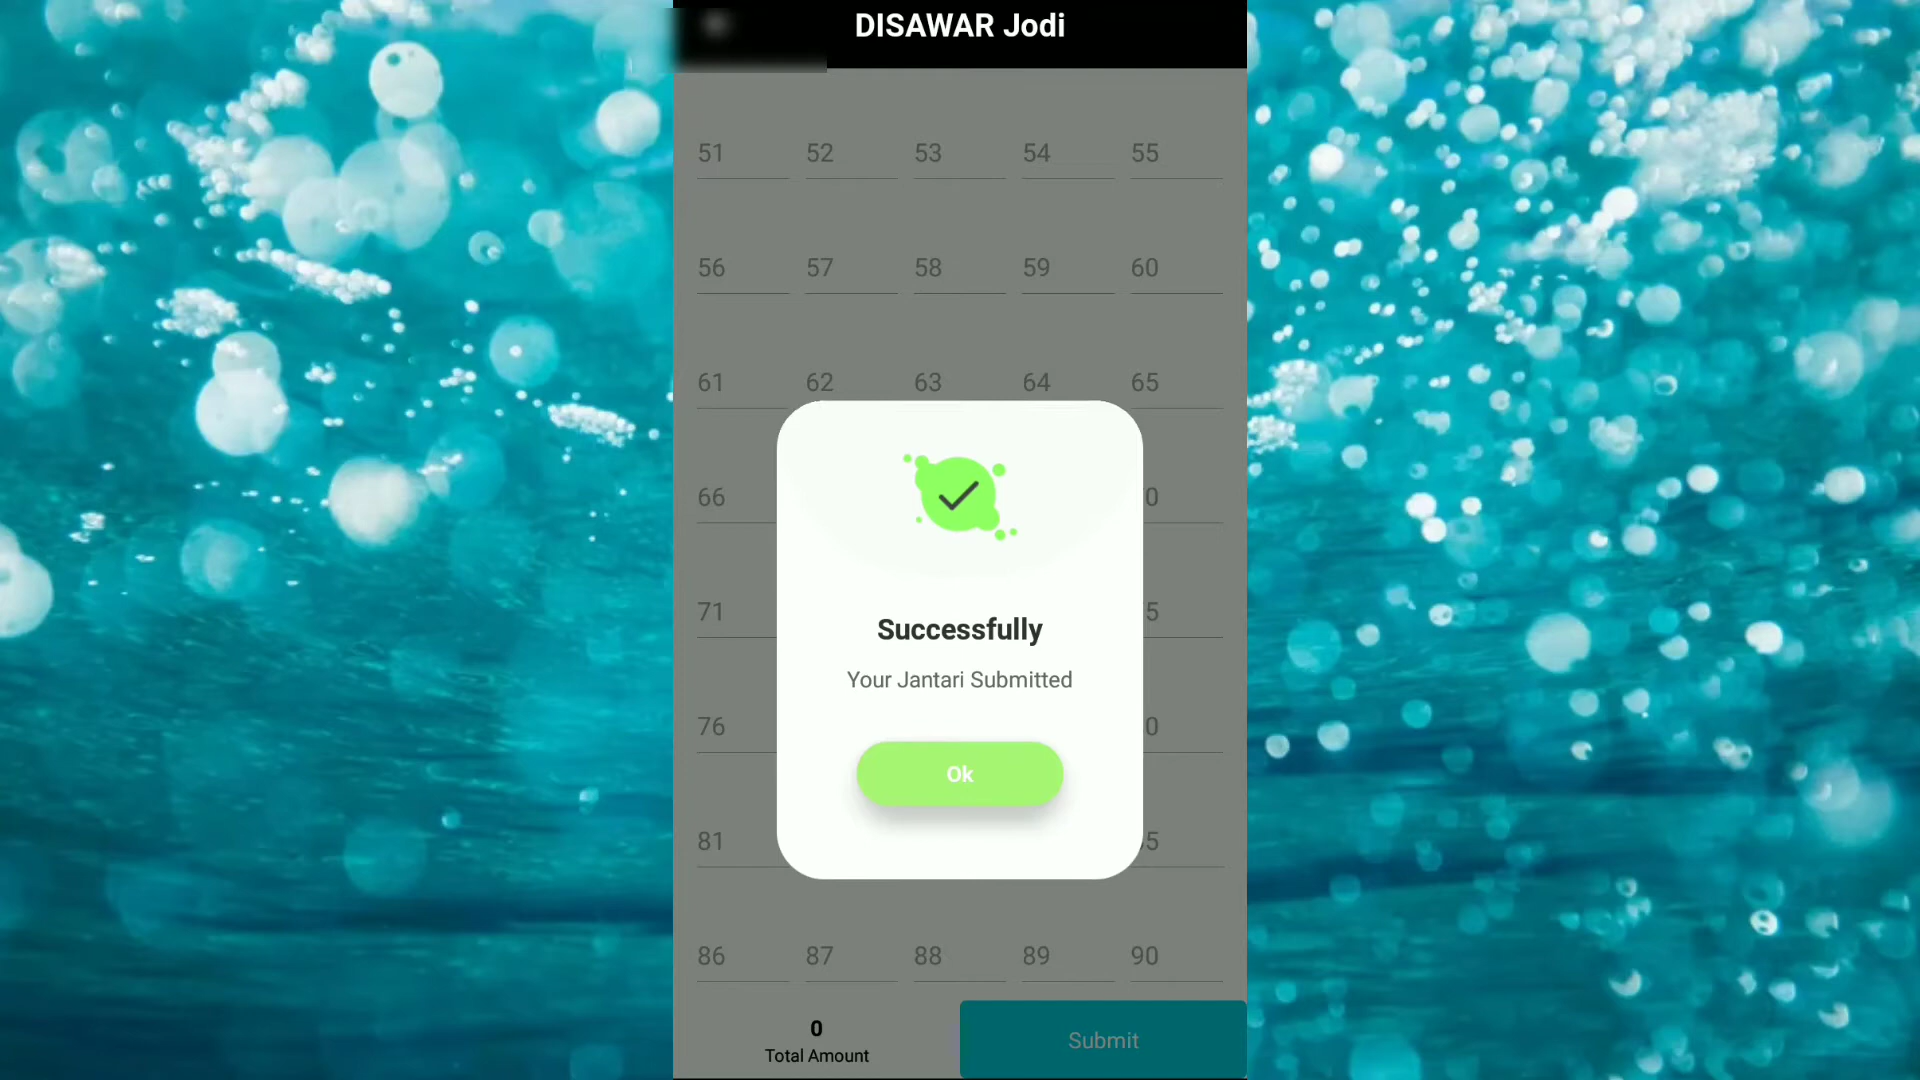 DISAWAR Jodi
51 52 53 54 55
56 57 58 59 60
61 62 63 64 65
66
71
76
81
86 87 88 89 90
Successfully
Your Jantari Submitted
Ok
0
Total Amount
Submit